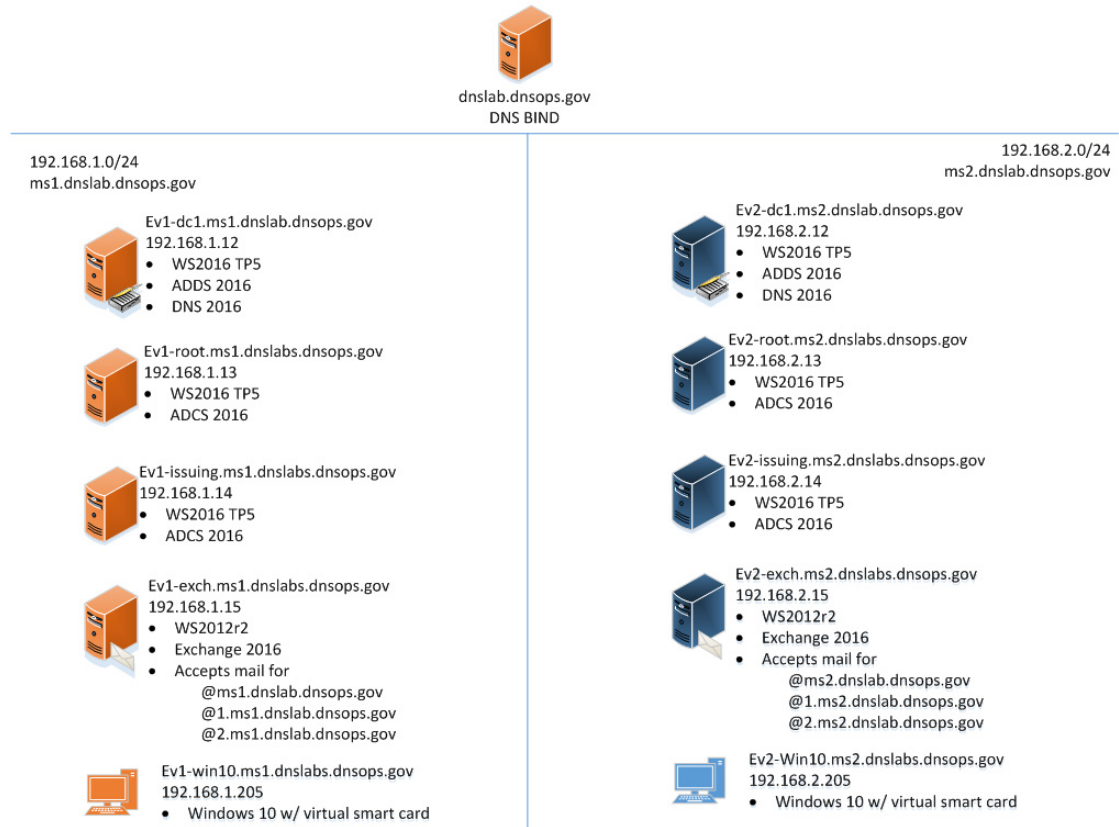 dnslab.dnsops.gov
DNS BIND
192.168.1.0/24
ms1.dnslab.dnsops.gov
Ev1-dc1.ms1.dnslab.dnsops.gov
192.168.1.12
• WS2016 TP5
• ADDS 2016
• DNS 2016
Ev1-root.ms1.dnslabs.dnsops.gov
192.168.1.13
• WS2016 TP5
• ADCS 2016
Ev1-issuing.ms1.dnslabs.dnsops.gov
192.168.1.14
• WS2016 TP5
• ADCS 2016
Ev1-exch.ms1.dnslabs.dnsops.gov
192.168.1.15
• WS2012r2
• Exchange 2016
• Accepts mail for
@ms1.dnslab.dnsops.gov
@1.ms1.dnslab.dnsops.gov
@2.ms1.dnslab.dnsops.gov
Ev1-win10.ms1.dnslabs.dnsops.gov
192.168.1.205
• Windows 10 w/ virtual smart card
192.168.2.0/24
ms2.dnslab.dnsops.gov
Ev2-dc1.ms2.dnslab.dnsops.gov
192.168.2.12
• WS2016 TP5
• ADDS 2016
• DNS 2016
Ev2-root.ms2.dnslabs.dnsops.gov
192.168.2.13
• WS2016 TP5
• ADCS 2016
Ev2-issuing.ms2.dnslabs.dnsops.gov
192.168.2.14
• WS2016 TP5
• ADCS 2016
Ev2-exch.ms2.dnslabs.dnsops.gov
192.168.2.15
• WS2012r2
• Exchange 2016
• Accepts mail for
@ms2.dnslab.dnsops.gov
@1.ms2.dnslab.dnsops.gov
@2.ms2.dnslab.dnsops.gov
Ev2-Win10.ms2.dnslabs.dnsops.gov
192.168.2.205
• Windows 10 w/ virtual smart card